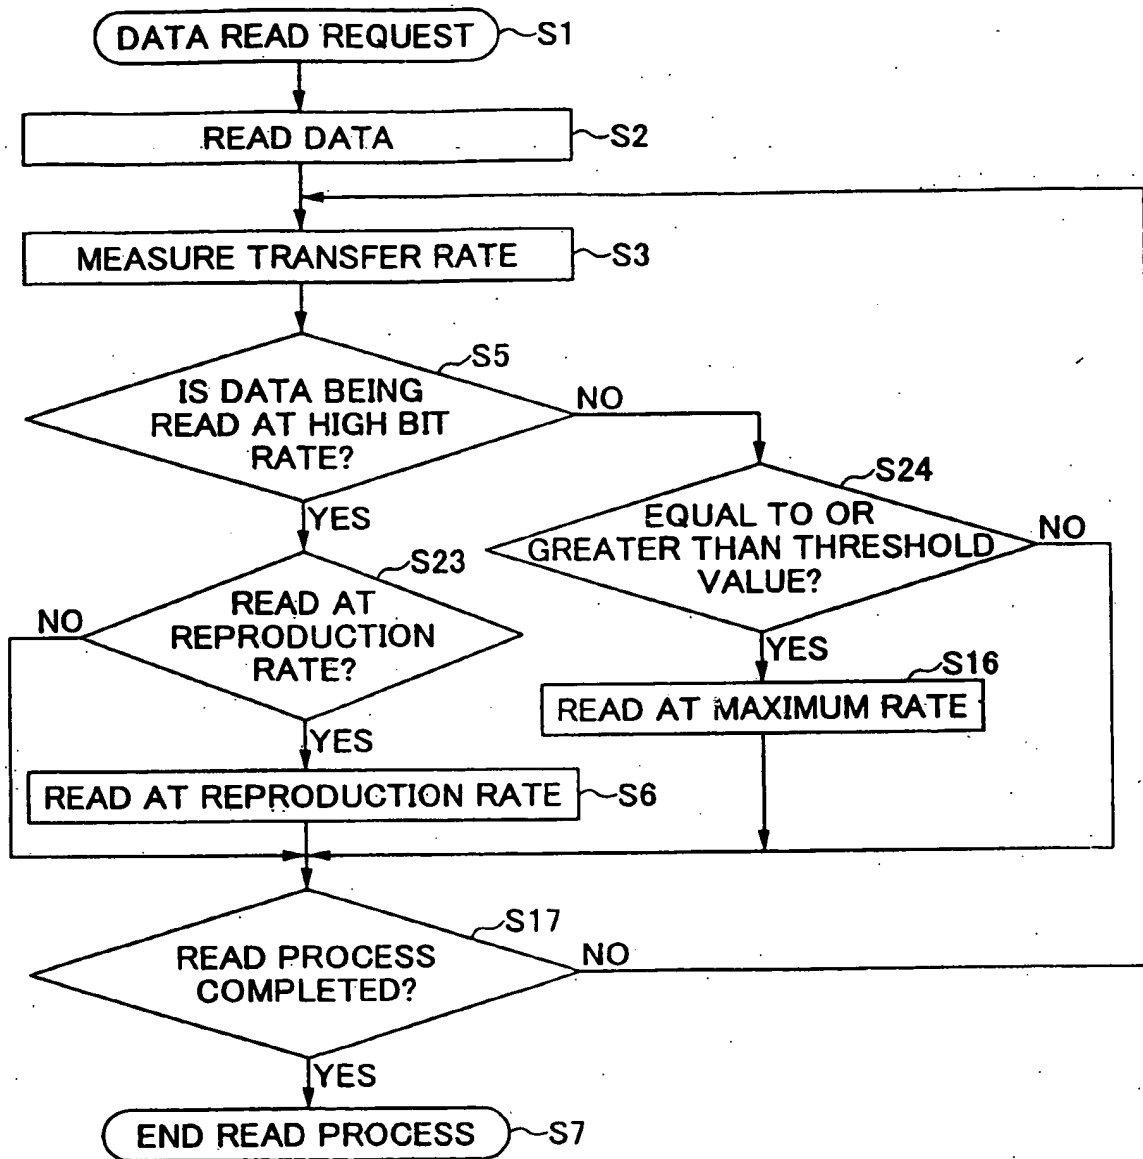 DATA READ REQUEST
S1
READ DATA
S2
MEASURE TRANSFER RATE
S3
S5
IS DATA BEING
READ AT HIGH BIT
RATE?
NO
YES
S24
EQUAL TO OR
GREATER THAN THRESHOLD
VALUE?
NO
YES
S23
READ AT
REPRODUCTION
RATE?
NO
YES
S16
READ AT MAXIMUM RATE
READ AT REPRODUCTION RATE
S6
S17
READ PROCESS
COMPLETED?
NO
YES
END READ PROCESS
S7